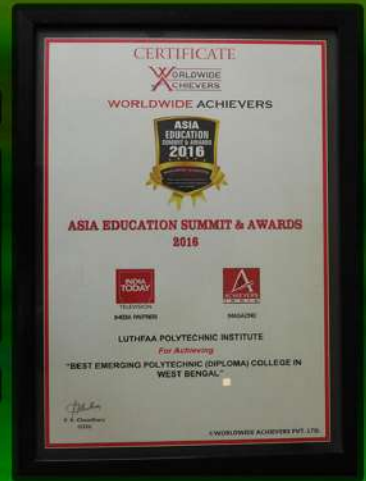 CERTIFICATE
WORLDWIDE
ACHIEVERS
WORLDWIDE ACHIEVERS
ASIA
EDUCATION
SUMMIT & AWARDS
2016
ASIA EDUCATION SUMMIT & AWARDS
2016
INDIA
TODAY
TELEVISION
MEDIA PARTNER
ACHIEVERS
MAGAZINE
LUTHFAA POLYTECHNIC INSTITUTE
For Achieving
"BEST EMERGING POLYTECHNIC (DIPLOMA) COLLEGE IN
WEST BENGAL"
©WORLDWIDE ACHIEVERS PVT. LTD.